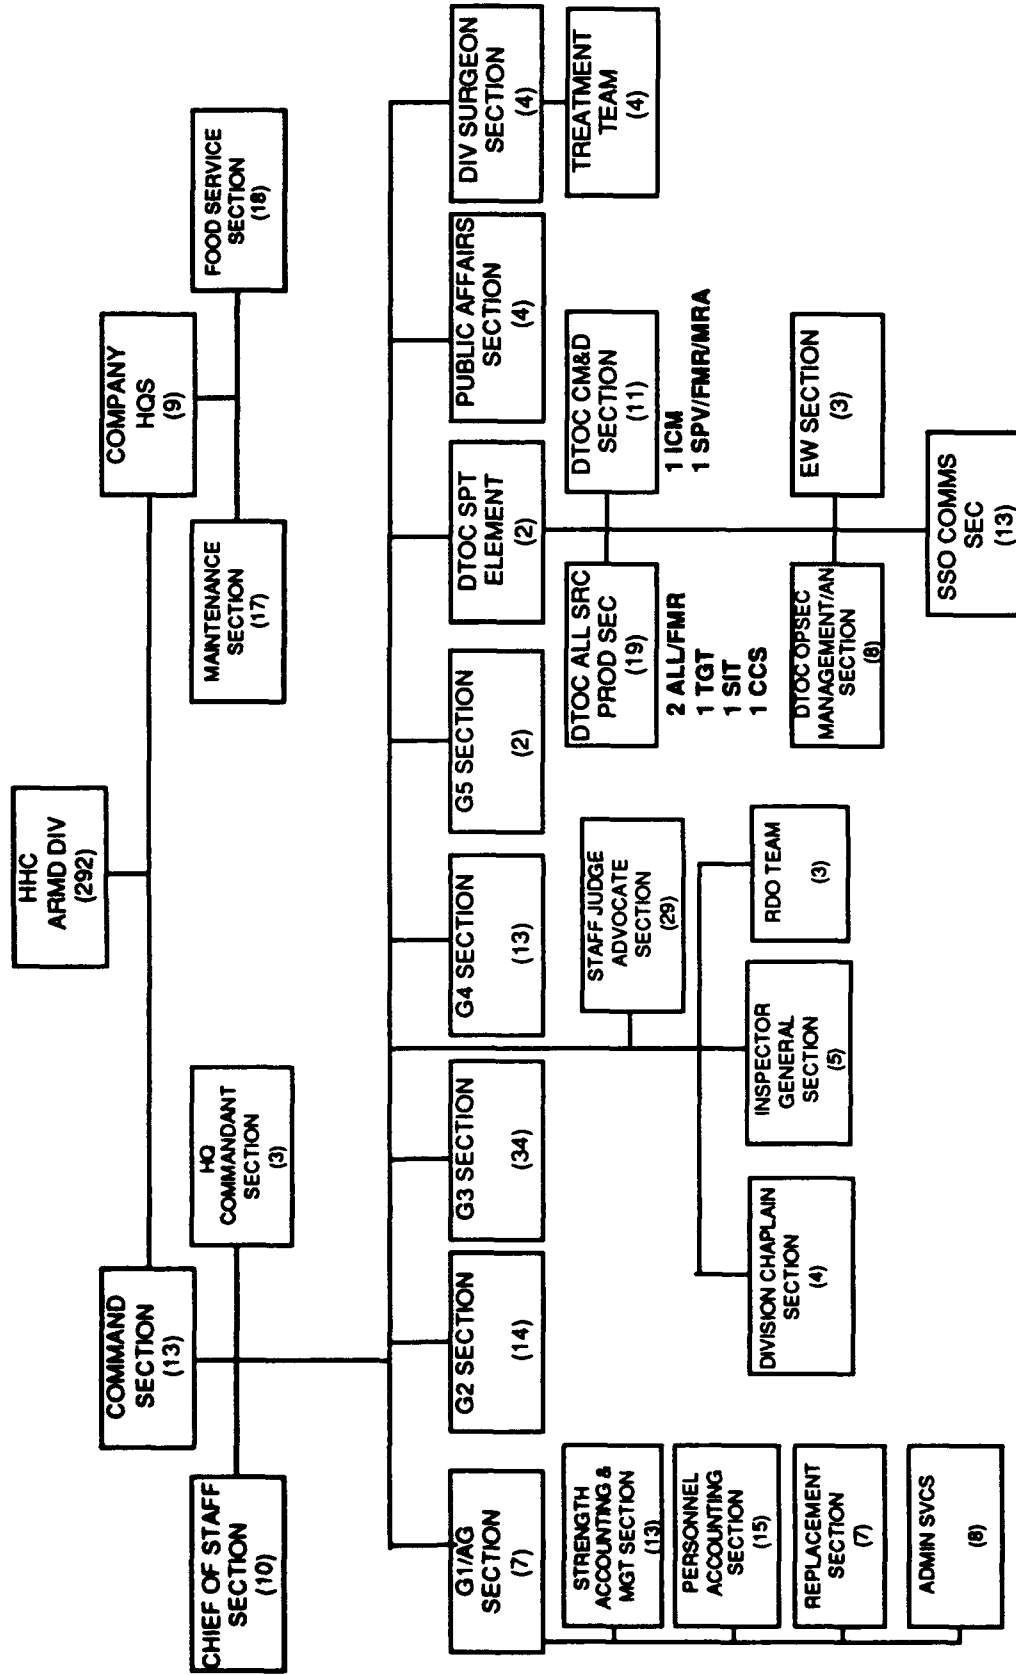 HHC
ARMD DIV
(292)
COMMAND
SECTION
(13)
COMPANY
HQS
(9)
CHIEF OF STAFF
SECTION
(10)
HQ
COMMANDANT
SECTION
(3)
MAINTENANCE
SECTION
(17)
FOOD SERVICE
SECTION
(18)
G1/AG
SECTION
(7)
G2 SECTION
(14)
G3 SECTION
(34)
G4 SECTION
(13)
G5 SECTION
(2)
DTOC SPT
ELEMENT
(2)
PUBLIC AFFAIRS
SECTION
(4)
DIV SURGEON
SECTION
(4)
STRENGTH
ACCOUNTING &
MGT SECTION
(13)
PERSONNEL
ACCOUNTING
SECTION
(15)
REPLACEMENT
SECTION
(7)
ADMIN SVCS
(8)
STAFF JUDGE
ADVOCATE
SECTION
(29)
DIVISION CHAPLAIN
SECTION
(4)
INSPECTOR
GENERAL
SECTION
(5)
RDO TEAM
(3)
DTOC ALL SRC
PROD SEC
(19)
2 ALL/FMR
1 TGT
1 SIT
1 CCS
DTOC CM&D
SECTION
(11)
1 ICM
1 SPV/FMR/MRA
DTOC OPSEC
MANAGEMENT/AN
SECTION
(8)
EW SECTION
(3)
SSO COMMS
SEC
(13)
TREATMENT
TEAM
(4)